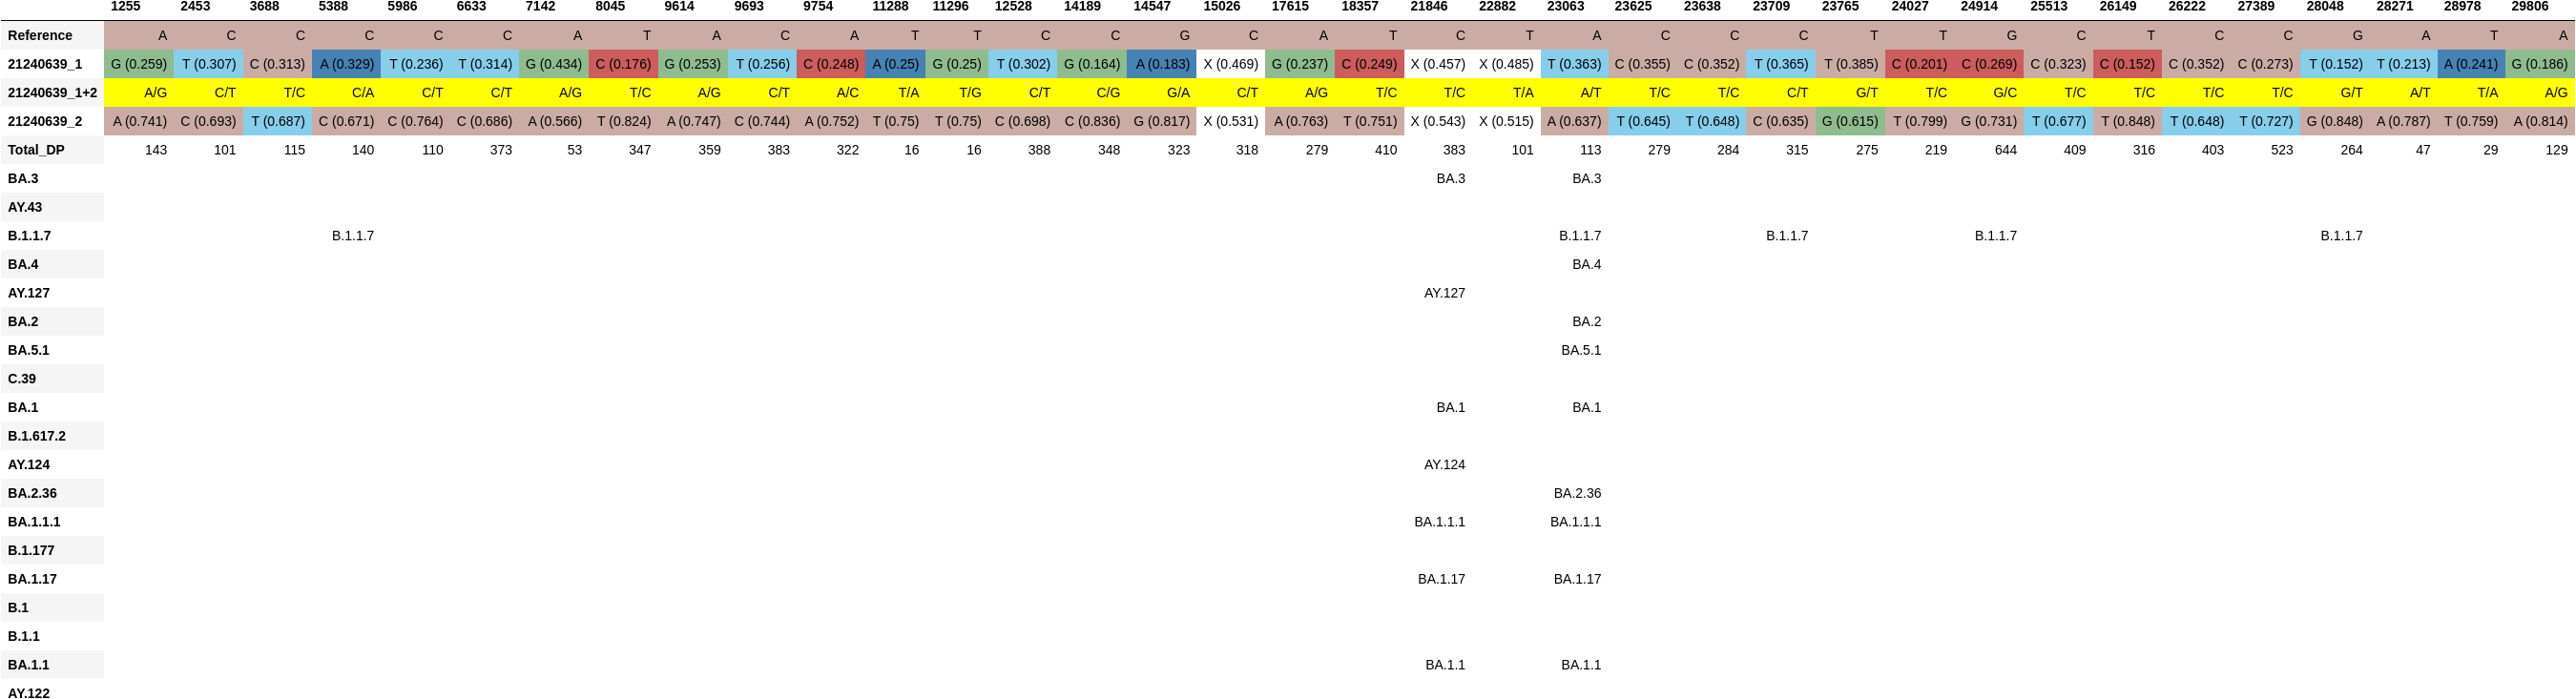 1255 2453 3688 5388 5986 6633 7142 8045 9614 9693 9754 11288 11296 12528 14189 14547 15026 17615 18357 21846 22882 23063 23625 23638 23709 23765 24027 24914 25513 26149 26222 27389 28048 28271 28978 29806
Reference A C C C C C A T A C A T T C C G C A T C T A C C C T T G C T C C G A T A
21240639_1 G (0.259) T (0.307) C (0.313) A (0.329) T (0.236) T (0.314) G (0.434) C (0.176) G (0.253) T (0.256) C (0.248) A (0.25) G (0.25) T (0.302) G (0.164) A (0.183) X (0.469) G (0.237) C (0.249) X (0.457) X (0.485) T (0.363) C (0.355) C (0.352) T (0.365) T (0.385) C (0.201) C (0.269) C (0.323) C (0.152) C (0.352) C (0.273) T (0.152) T (0.213) A (0.241) G (0.186)
21240639_1+2 A/G C/T T/C C/A C/T C/T A/G T/C A/G C/T A/C T/A T/G C/T C/G G/A C/T A/G T/C T/C T/A A/T T/C T/C C/T G/T T/C G/C T/C T/C T/C T/C G/T A/T T/A A/G
21240639_2 A (0.741) C (0.693) T (0.687) C (0.671) C (0.764) C (0.686) A (0.566) T (0.824) A (0.747) C (0.744) A (0.752) T (0.75) T (0.75) C (0.698) C (0.836) G (0.817) X (0.531) A (0.763) T (0.751) X (0.543) X (0.515) A (0.637) T (0.645) T (0.648) C (0.635) G (0.615) T (0.799) G (0.731) T (0.677) T (0.848) T (0.648) T (0.727) G (0.848) A (0.787) T (0.759) A (0.814)
Total_DP 143 101 115 140 110 373 53 347 359 383 322 16 16 388 348 323 318 279 410 383 101 113 279 284 315 275 219 644 409 316 403 523 264 47 29 129
BA.3 BA.3 BA.3
AY.43
B.1.1.7 B.1.1.7 B.1.1.7 B.1.1.7 B.1.1.7 B.1.1.7
BA.4 BA.4
AY.127 AY.127
BA.2 BA.2
BA.5.1 BA.5.1
C.39
BA.1 BA.1 BA.1
B.1.617.2
AY.124 AY.124
BA.2.36 BA.2.36
BA.1.1.1 BA.1.1.1 BA.1.1.1
B.1.177
BA.1.17 BA.1.17 BA.1.17
B.1
B.1.1
BA.1.1 BA.1.1 BA.1.1
AY.122